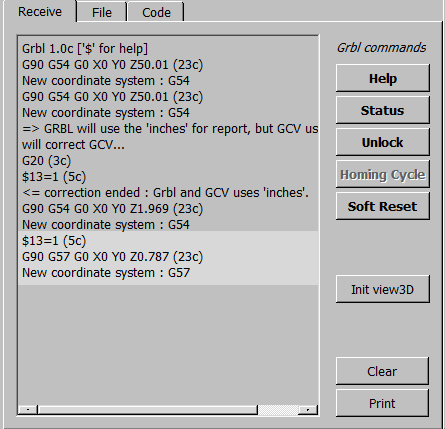 Receive File Code
Grbl 1.0c ['$' for help]
G90 G54 G0 X0 Y0 Z50.01 (23c)
New coordinate system : G54
G90 G54 G0 X0 Y0 Z50.01 (23c)
New coordinate system : G54
=> GRBL will use the 'inches' for report, but GCV us
will correct GCV...
G20 (3c)
$13=1 (5c)
<= correction ended : Grbl and GCV uses 'inches'.
G90 G54 G0 X0 Y0 Z1.969 (23c)
New coordinate system : G54
$13=1 (5c)
G90 G57 G0 X0 Y0 Z0.787 (23c)
New coordinate system : G57
Grbl commands
Help
Status
Unlock
Homing Cycle
Soft Reset
Init view3D
Clear
Print